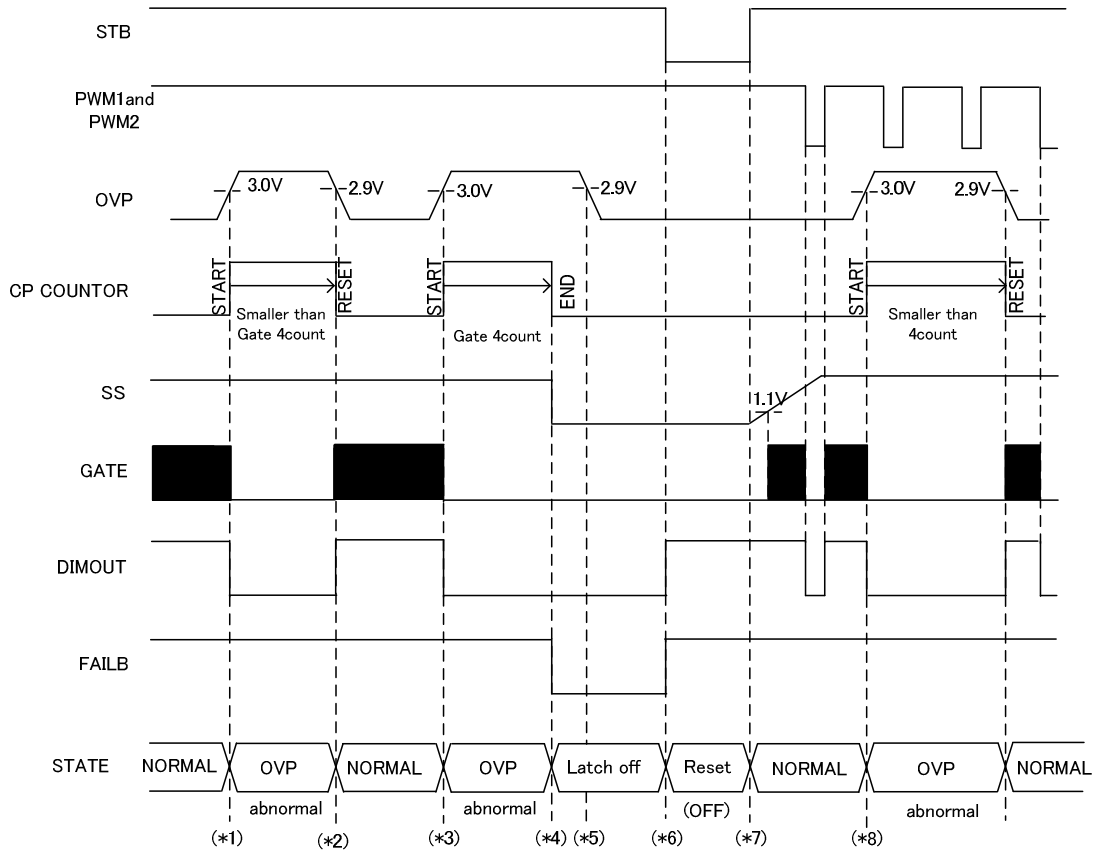 STB
PWM1and
PWM2
OVP
3.0V
2.9V
3.0V
2.9V
3.0V
2.9V
CP COUNTOR
START
RESET
START
END
START
RESET
Smaller than
Gate 4count
Gate 4count
Smaller than
4count
SS
1.1V
GATE
DIMOUT
FAILB
STATE
NORMAL
OVP
NORMAL
OVP
Latch off
Reset
NORMAL
OVP
NORMAL
abnormal
abnormal
(OFF)
abnormal
(*1)
(*2)
(*3)
(*4)
(*5)
(*6)
(*7)
(*8)